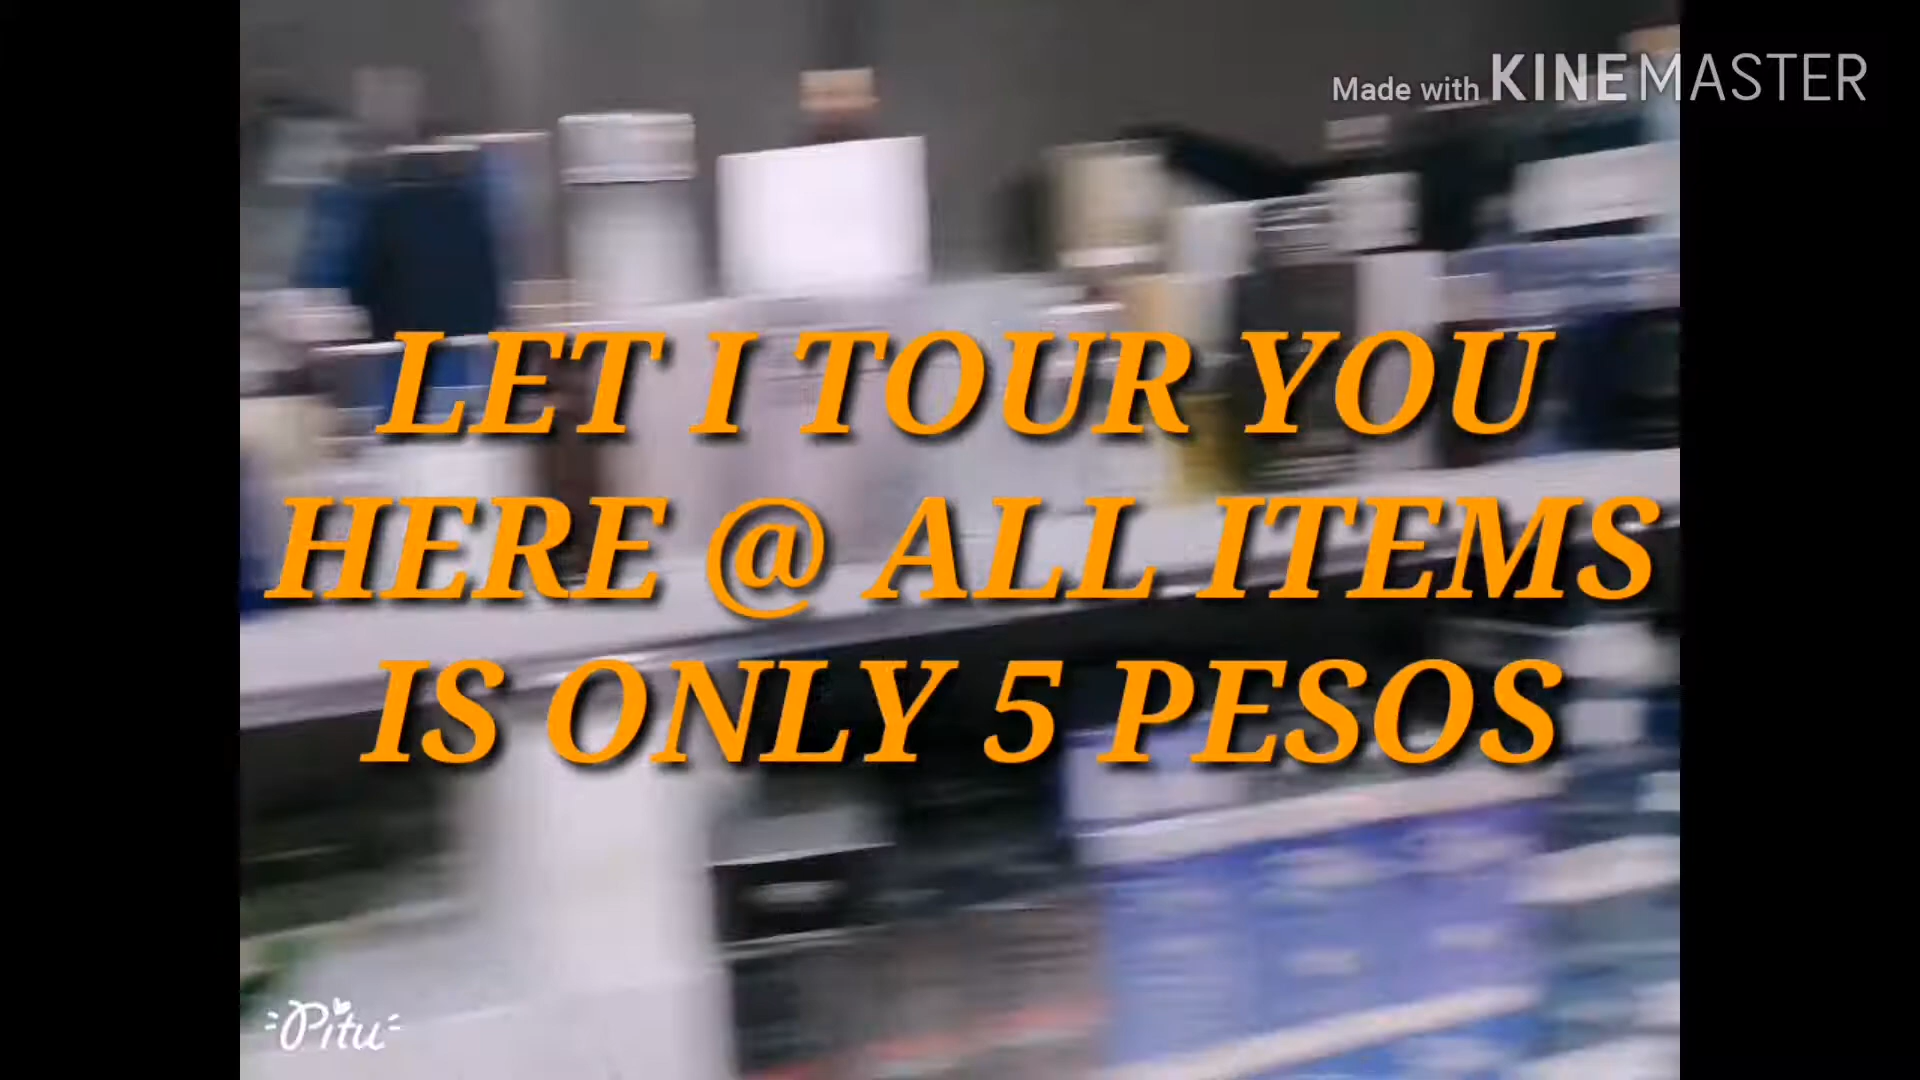 Made with KINEMASTER
LET I TOUR YOU
HERE @ ALL ITEMS
IS ONLY 5 PESOS
Pitu